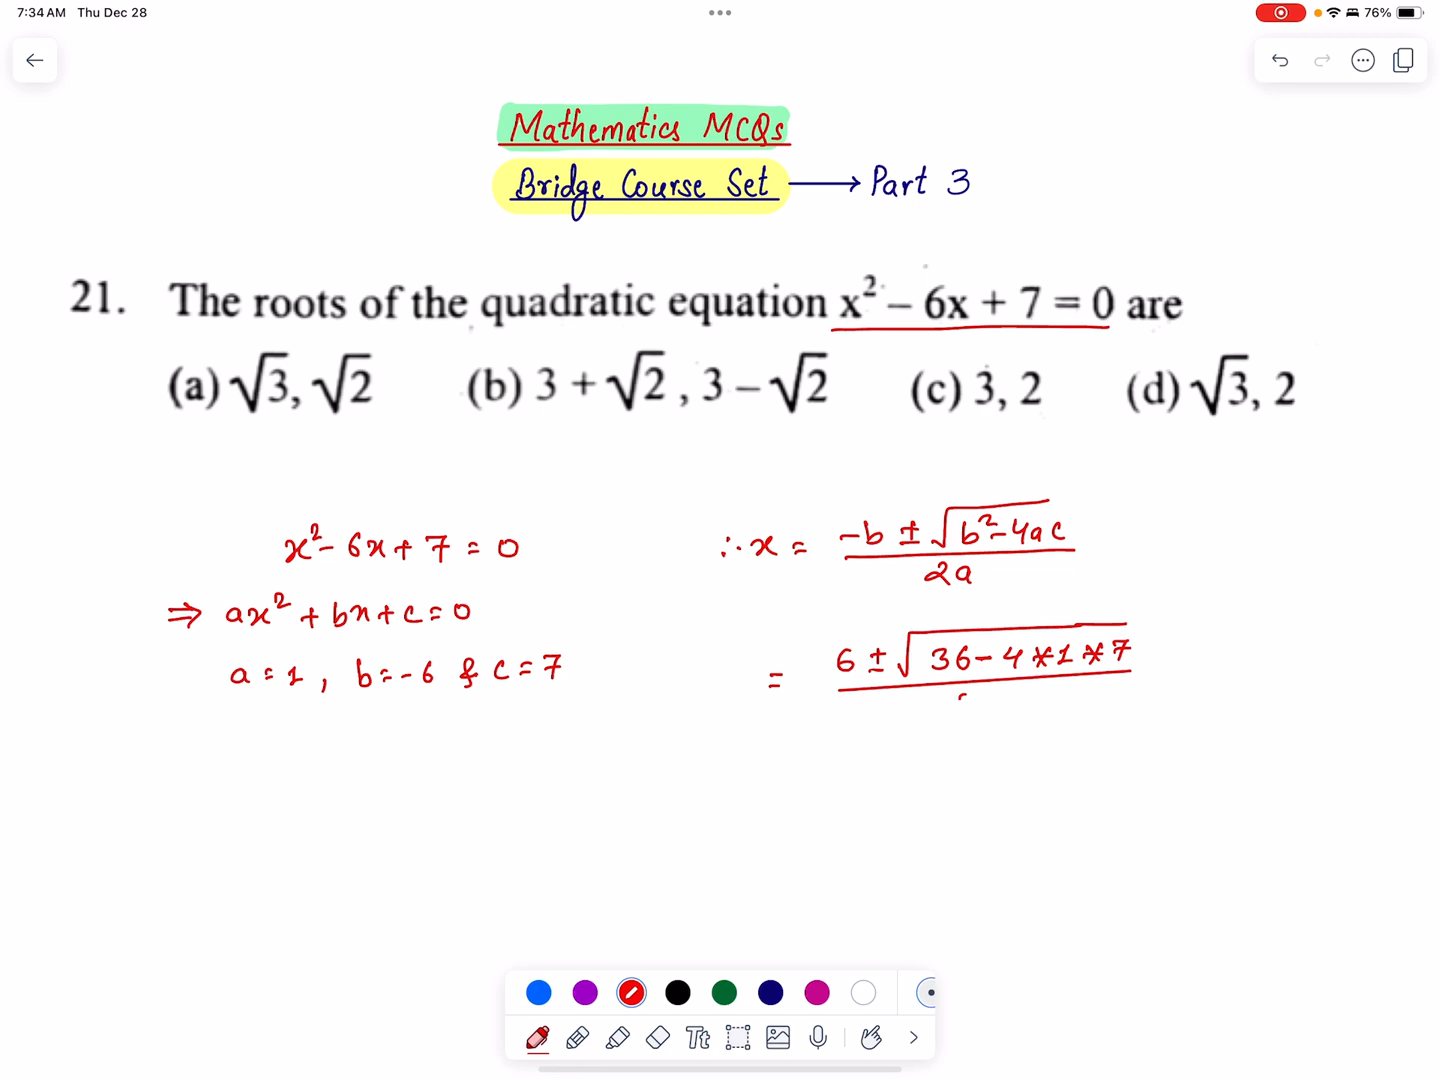 7:34 AM Thu Dec 28
76%
Mathematics MCQs
Bridge Course Set → Part 3
21. The roots of the quadratic equation x² – 6x + 7 = 0 are
(a) √3, √2 (b) 3 + √2 , 3 – √2 (c) 3, 2 (d) √3, 2
x² - 6x + 7 = 0
⇒ ax² + bx + c = 0
a = 1 , b = -6 & c = 7
∴ x = (-b ± √(b² - 4ac)) / 2a
= 6 ± √(36 - 4 * 1 * 7)
Tt